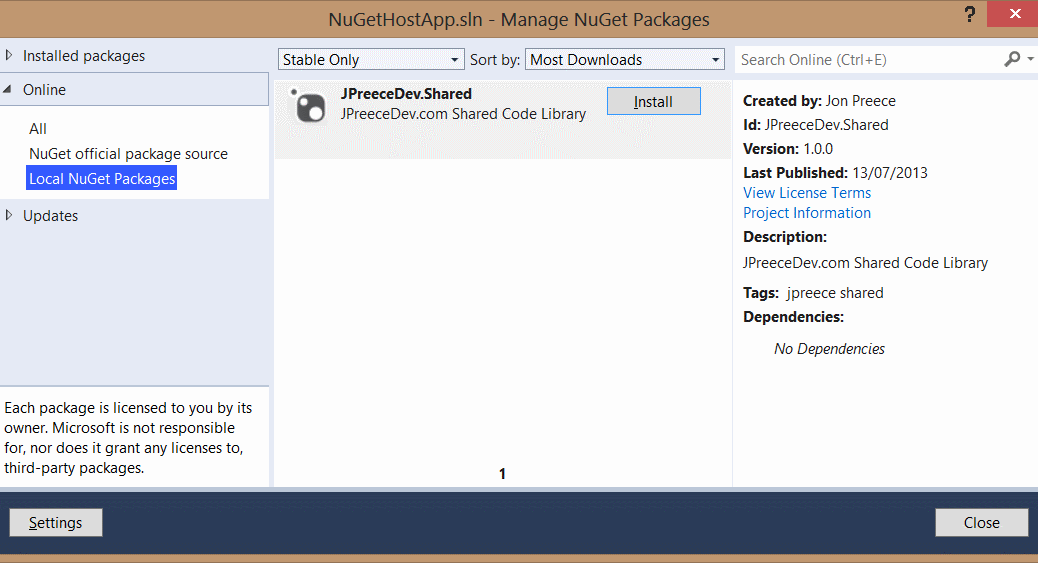 NuGetHostApp.sln - Manage NuGet Packages
?
Installed packages
Online
All
NuGet official package source
Local NuGet Packages
Updates
Each package is licensed to you by its
owner. Microsoft is not responsible
for, nor does it grant any licenses to,
third-party packages.
Stable Only
Sort by: Most Downloads
JPreeceDev.Shared
JPreeceDev.com Shared Code Library
Install
1
Search Online (Ctrl+E)
Created by: Jon Preece
Id: JPreeceDev.Shared
Version: 1.0.0
Last Published: 13/07/2013
View License Terms
Project Information
Description:
JPreeceDev.com Shared Code Library
Tags: jpreece shared
Dependencies:
No Dependencies
Settings
Close